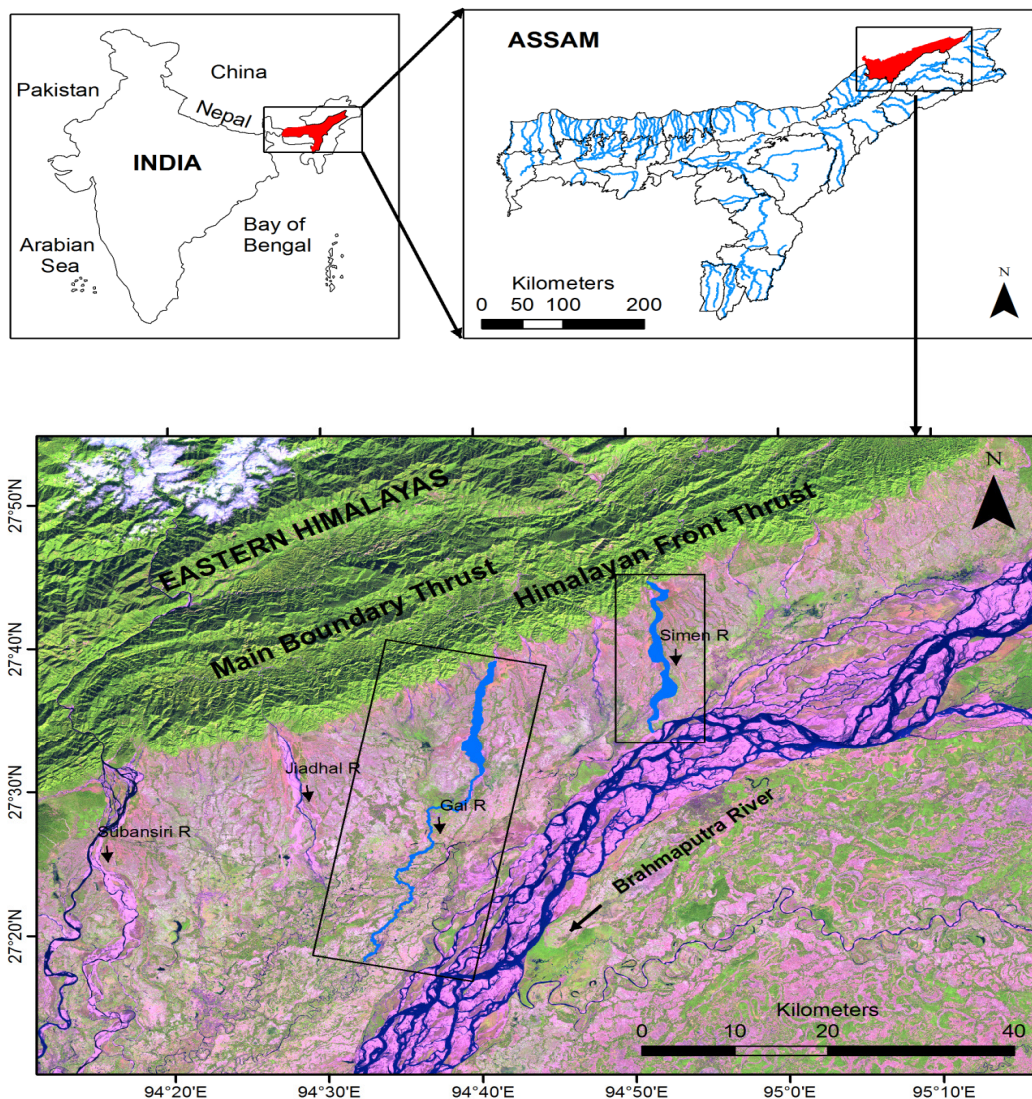 China
Pakistan
Nepal
INDIA
Arabian
Sea
Bay of
Bengal
ASSAM
Kilometers
0 50 100 200
N
N
27°50'N
27°40'N
27°30'N
27°20'N
EASTERN HIMALAYAS
Main Boundary Thrust
Himalayan Front Thrust
Simen R
Jiadhal R
Gai R
Subansiri R
Brahmaputra River
Kilometers
0 10 20 40
94°20'E 94°30'E 94°40'E 94°50'E 95°0'E 95°10'E